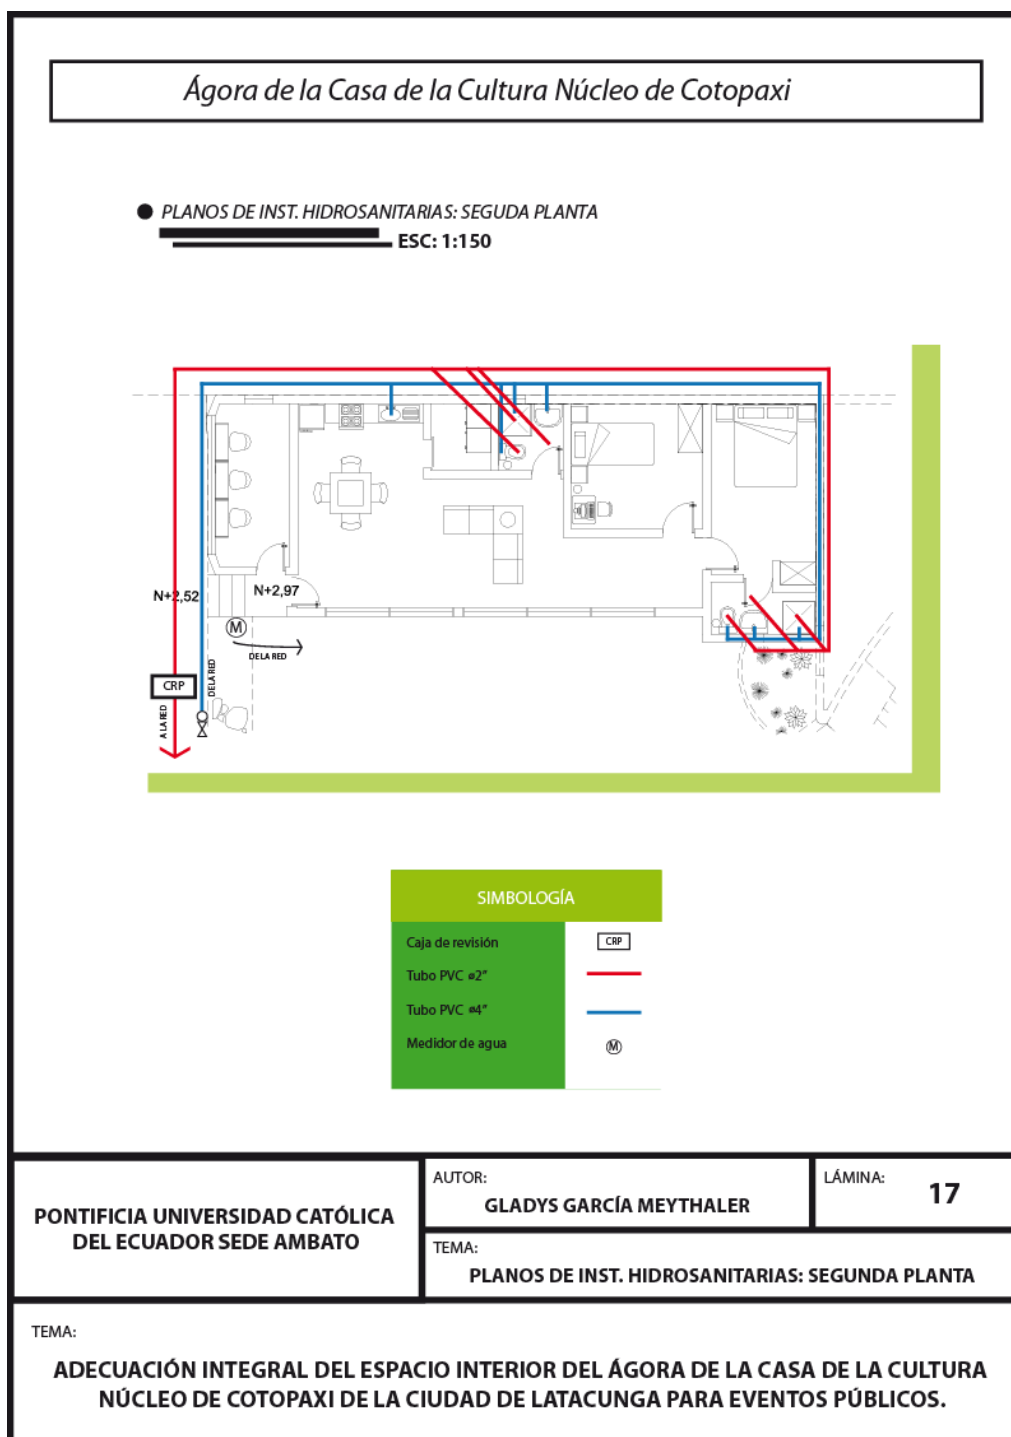 Ágora de la Casa de la Cultura Núcleo de Cotopaxi
PLANOS DE INST. HIDROSANITARIAS: SEGUDA PLANTA
ESC: 1:150
N+2,52
N+2,97
M
DE LA RED
DE LA RED
CRP
A LA RED
SIMBOLOGÍA
Caja de revisión CRP
Tubo PVC ø2"
Tubo PVC ø4"
Medidor de agua M
PONTIFICIA UNIVERSIDAD CATÓLICA
DEL ECUADOR SEDE AMBATO
AUTOR:
GLADYS GARCÍA MEYTHALER
LÁMINA:
17
TEMA:
PLANOS DE INST. HIDROSANITARIAS: SEGUNDA PLANTA
TEMA:
ADECUACIÓN INTEGRAL DEL ESPACIO INTERIOR DEL ÁGORA DE LA CASA DE LA CULTURA
NÚCLEO DE COTOPAXI DE LA CIUDAD DE LATACUNGA PARA EVENTOS PÚBLICOS.